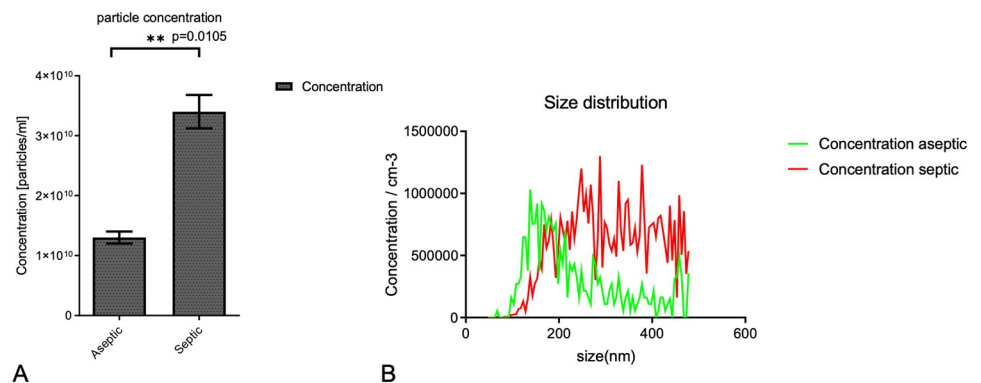 particle concentration
** p=0.0105
Concentration [particles/ml]
4×10¹⁰
3×10¹⁰
2×10¹⁰
1×10¹⁰
0
Aseptic
Septic
Concentration
A
Size distribution
Concentration / cm-3
1500000
1000000
500000
0
0 200 400 600
size(nm)
Concentration aseptic
Concentration septic
B